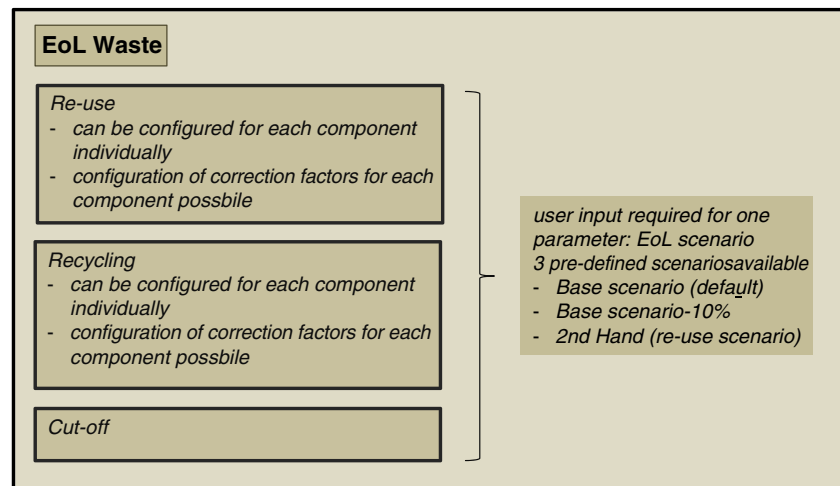 EoL Waste
Re-use
- can be configured for each component
individually
- configuration of correction factors for each
component possbile
Recycling
- can be configured for each component
individually
- configuration of correction factors for each
component possbile
Cut-off
user input required for one
parameter: EoL scenario
3 pre-defined scenariosavailable
- Base scenario (default)
- Base scenario-10%
- 2nd Hand (re-use scenario)